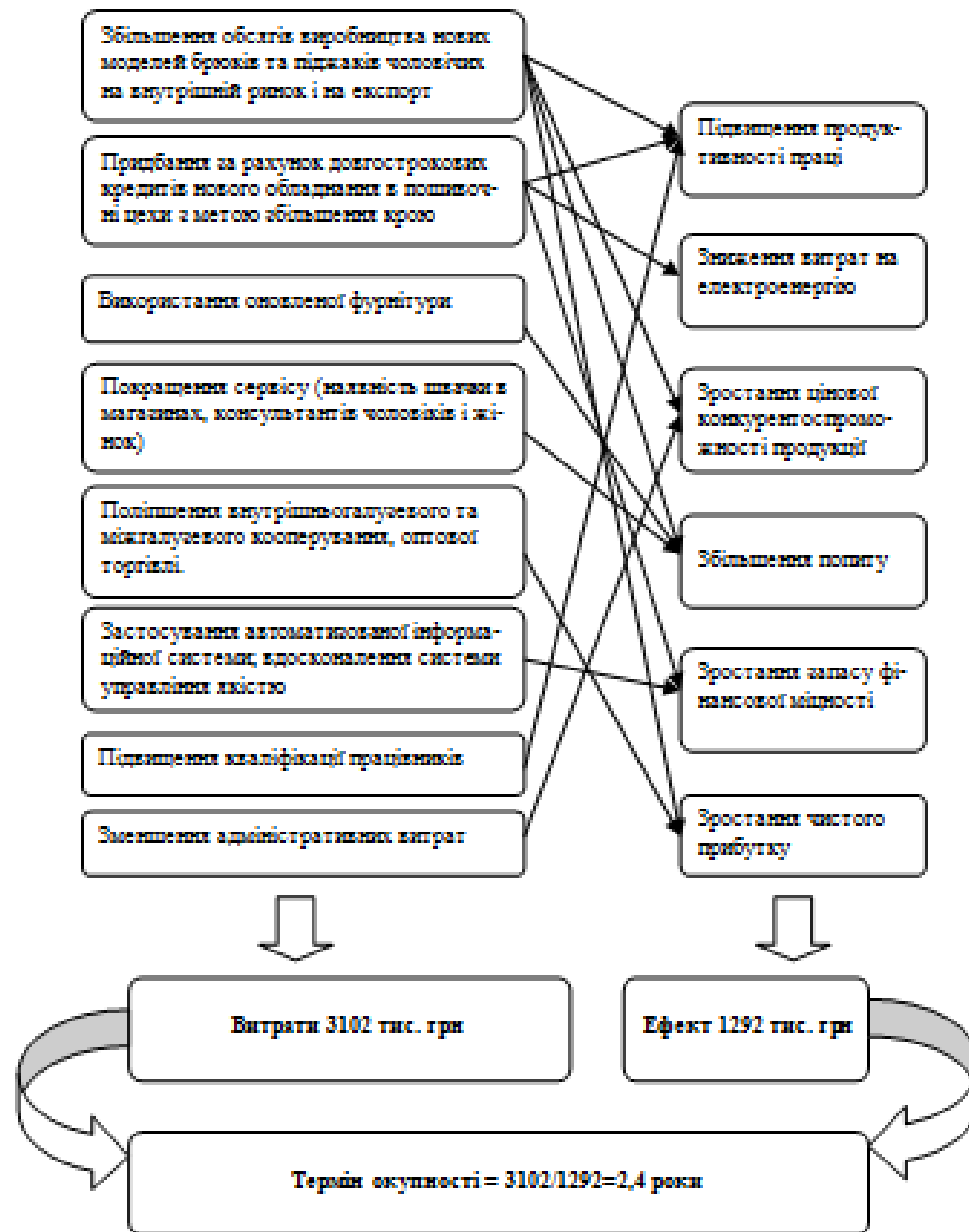 Збільшення обсягів виробництва нових
моделей брюків та піджаків чоловічих
на внутрішній ринок і на експорт
Придбання за рахунок довгострокових
кредитів нового обладнання в пошивоч-
ні цехи з метою збільшення крою
Використання оновленої фурнітури
Покращення сервісу (наявність швачки в
магазинах, консультантів чоловіків і жі-
нок)
Поліпшення внутрішньогалузевого та
міжгалузевого кооперування, оптової
торгівлі.
Застосування автоматизованої інформа-
ційної системи; вдосконалення системи
управління якістю
Підвищення кваліфікації працівників
Зменшення адміністративних витрат
Підвищення продук-
тивності праці
Зниження витрат на
електроенергію
Зростання цінової
конкурентоспромо-
жності продукції
Збільшення попиту
Зростання запасу фі-
нансової міцності
Зростання чистого
прибутку
Витрати 3102 тис. грн
Ефект 1292 тис. грн
Термін окупності = 3102/1292=2,4 роки